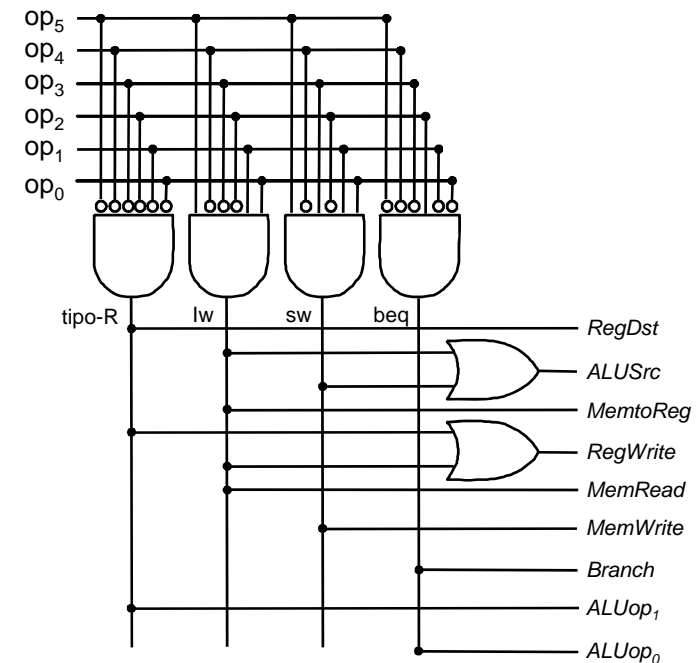 op5
op4
op3
op2
op1
op0
tipo-R lw sw beq
RegDst
ALUSrc
MemtoReg
RegWrite
MemRead
MemWrite
Branch
ALUop1
ALUop0